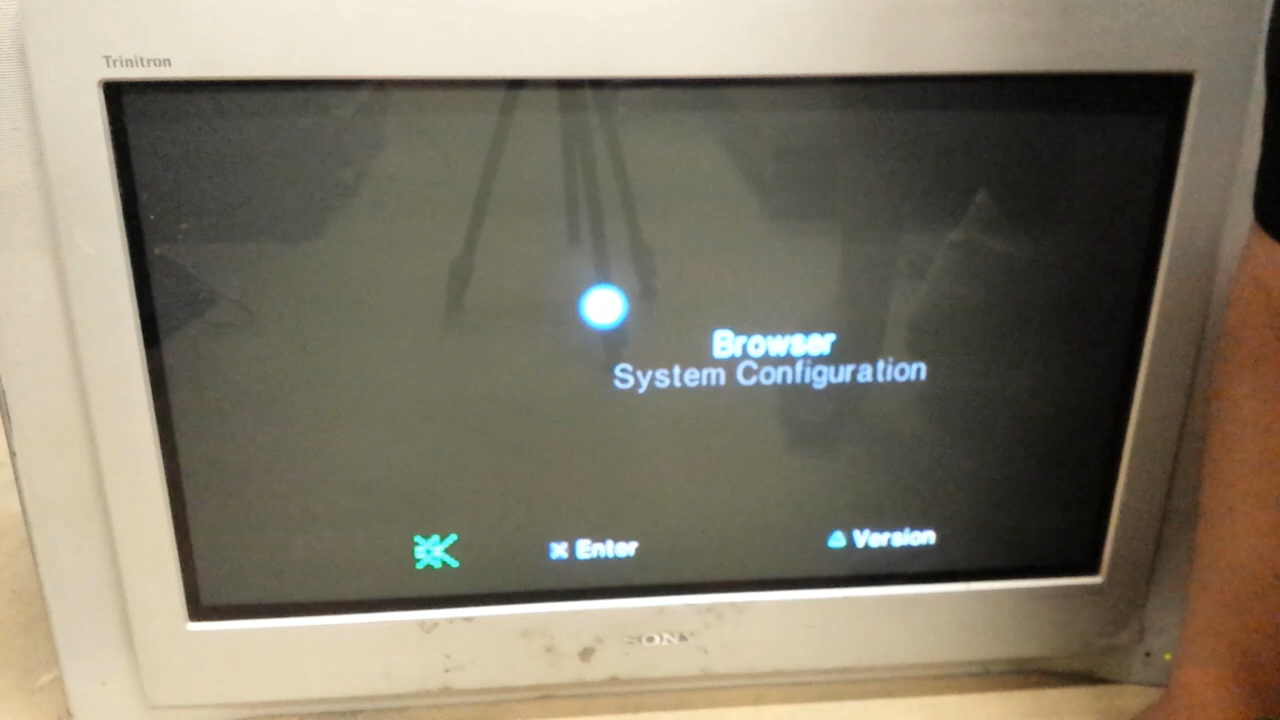 Trinitron
Browser
System Configuration
Enter
Version
SONY